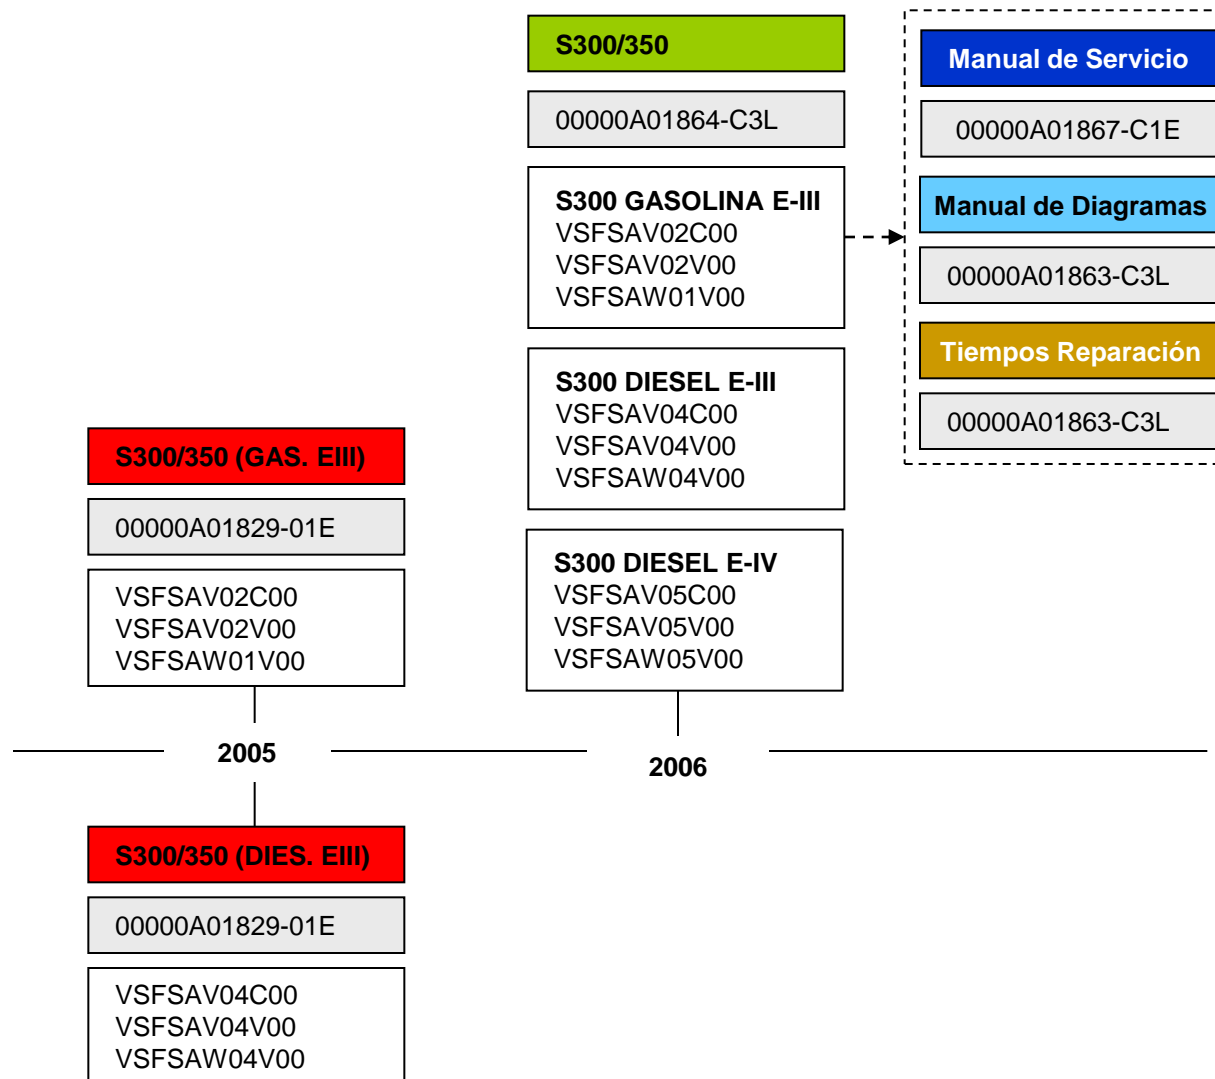 S300/350
00000A01864-C3L
S300 GASOLINA E-III
VSFSAV02C00
VSFSAV02V00
VSFSAW01V00
S300 DIESEL E-III
VSFSAV04C00
VSFSAV04V00
VSFSAW04V00
S300 DIESEL E-IV
VSFSAV05C00
VSFSAV05V00
VSFSAW05V00
Manual de Servicio
00000A01867-C1E
Manual de Diagramas
00000A01863-C3L
Tiempos Reparación
00000A01863-C3L
S300/350 (GAS. EIII)
00000A01829-01E
VSFSAV02C00
VSFSAV02V00
VSFSAW01V00
2005
2006
S300/350 (DIES. EIII)
00000A01829-01E
VSFSAV04C00
VSFSAV04V00
VSFSAW04V00